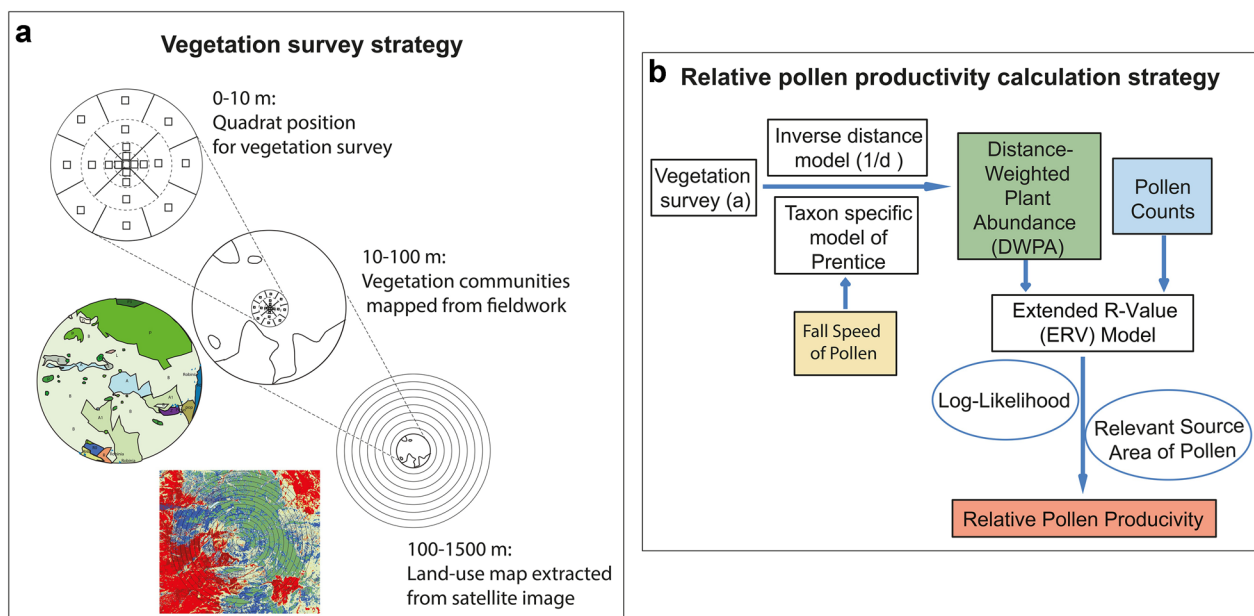 a
Vegetation survey strategy
0-10 m:
Quadrat position
for vegetation survey
10-100 m:
Vegetation communities
mapped from fieldwork
100-1500 m:
Land-use map extracted
from satellite image
b
Relative pollen productivity calculation strategy
Vegetation
survey (a)
Inverse distance
model (1/d )
Taxon specific
model of
Prentice
Fall Speed
of Pollen
Distance-
Weighted
Plant
Abundance
(DWPA)
Pollen
Counts
Extended R-Value
(ERV) Model
Log-Likelihood
Relevant Source
Area of Pollen
Relative Pollen Producivity